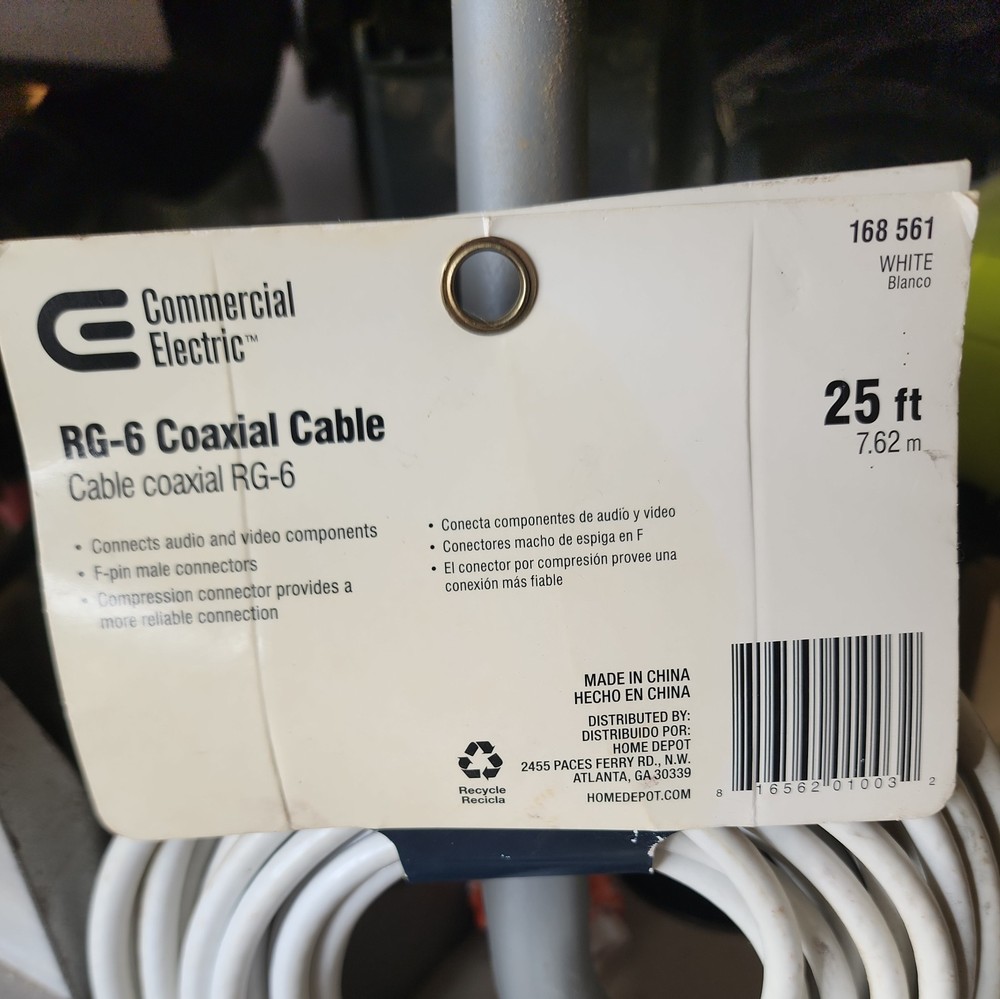 Commercial
Electric™
168 561
WHITE
Blanco
RG-6 Coaxial Cable
Cable coaxial RG-6
25 ft
7.62 m
• Connects audio and video components
• F-pin male connectors
• Compression connector provides a
more reliable connection
• Conecta componentes de audio y video
• Conectores macho de espiga en F
• El conector por compresión provee una
conexión más fiable
MADE IN CHINA
HECHO EN CHINA
DISTRIBUTED BY:
DISTRIBUIDO POR:
HOME DEPOT
2455 PACES FERRY RD., N.W.
ATLANTA, GA 30339
HOMEDEPOT.COM
Recycle
Recicla
8 16562 01003 2